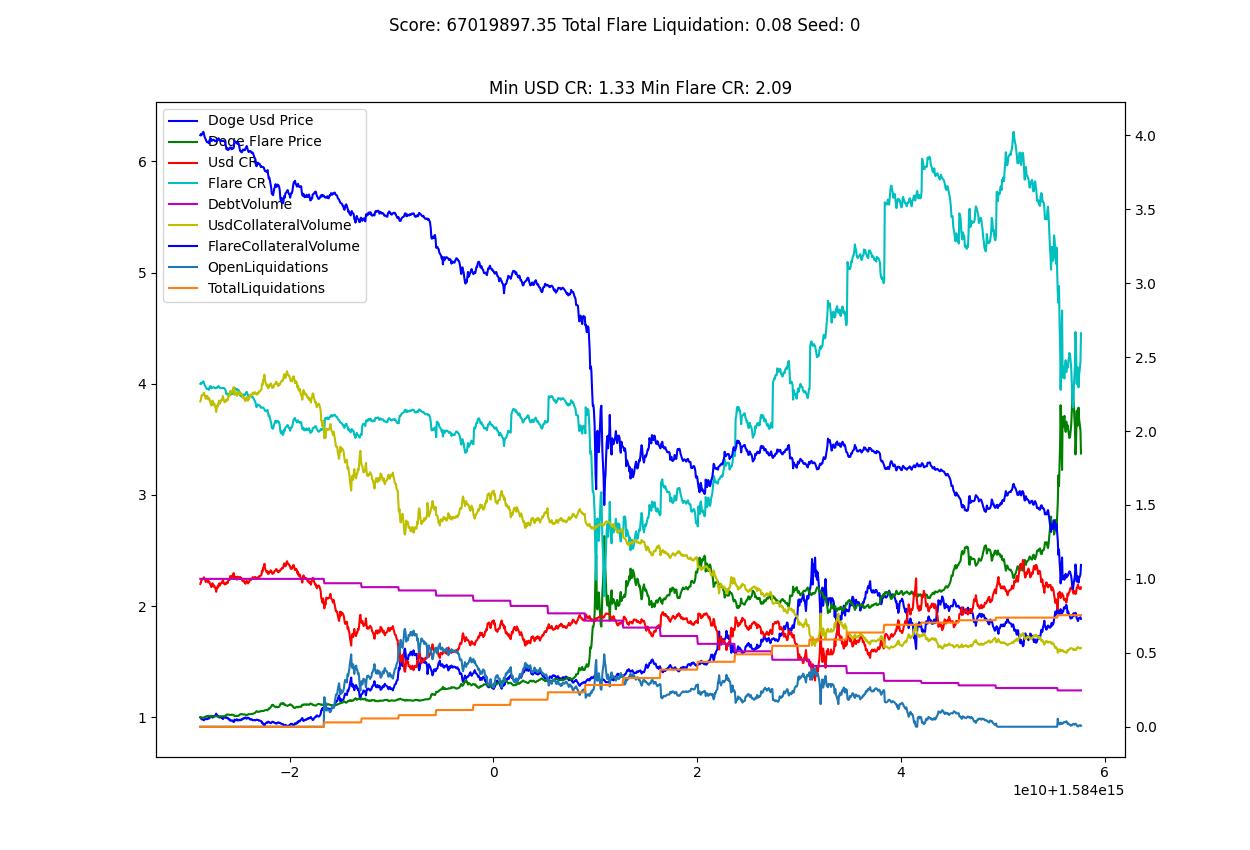 Score: 67019897.35 Total Flare Liquidation: 0.08 Seed: 0
Min USD CR: 1.33 Min Flare CR: 2.09
Doge Usd Price
Doge Flare Price
Usd CR
Flare CR
DebtVolume
UsdCollateralVolume
FlareCollateralVolume
OpenLiquidations
TotalLiquidations
6
5
4
3
2
1
4.0
3.5
3.0
2.5
2.0
1.5
1.0
0.5
0.0
−2
0
2
4
6
1e10+1.584e15